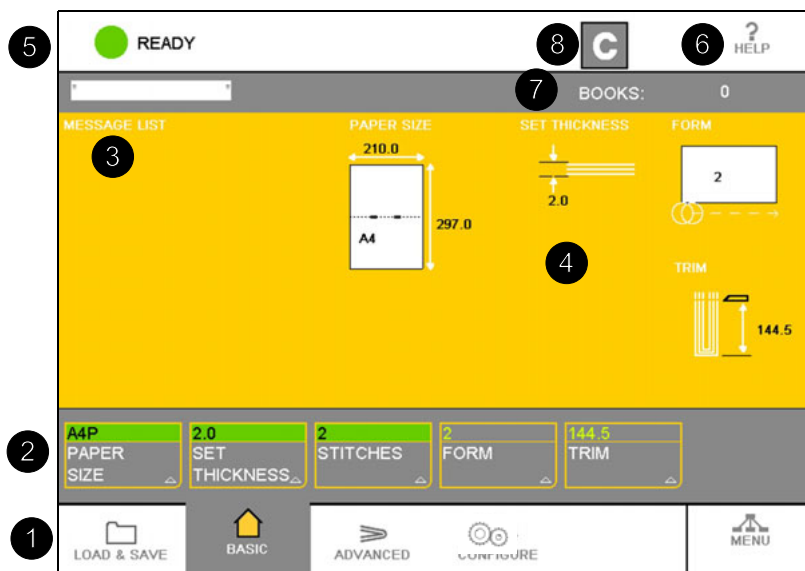 5
READY
8
C
6
?
HELP
* *
7
BOOKS: 0
MESSAGE LIST
3
PAPER SIZE
210.0
297.0
A4
SET THICKNESS
2.0
4
FORM
2
TRIM
144.5
2
A4P
PAPER
SIZE
2.0
SET
THICKNESS
2
STITCHES
2
FORM
144.5
TRIM
1
LOAD & SAVE
BASIC
ADVANCED
CONFIGURE
MENU